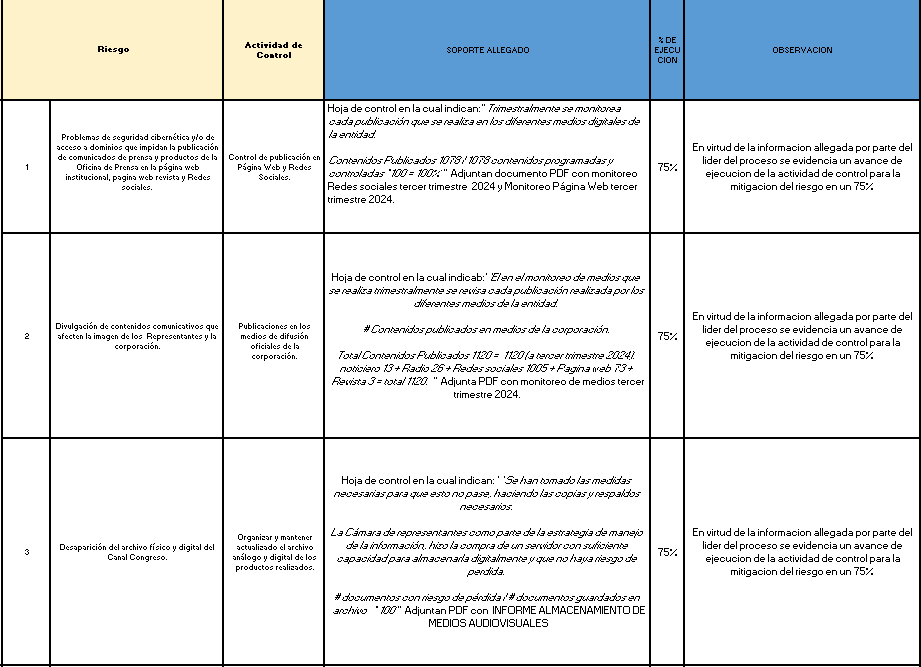 Riesgo
Actividad de
Control
SOPORTE ALLEGADO
% DE
EJECU
CION
OBSERVACION
1
Problemas de seguridad cibernética y/o de
acceso a dominios que impidan la publicación
de comunicados de prensa y productos de la
Oficina de Prensa en la página web
institucional, pagina web revista y Redes
sociales.
Control de publicación en
Página Web y Redes
Sociales.
Hoja de control en la cual indican:" Trimestralmente se monitorea
cada publicación que se realiza en los diferentes medios digitales de
la entidad.
Contenidos Publicados 1078 / 1078 contenidos programadas y
controladas *100 = 100%" Adjuntan documento PDF con monitoreo
Redes sociales tercer trimestre 2024 y Monitoreo Página Web tercer
trimestre 2024.
75%
En virtud de la informacion allegada por parte del
lider del proceso se evidencia un avance de
ejecucion de la actividad de control para la
mitigacion del riesgo en un 75%
2
Divulgación de contenidos comunicativos que
afecten la imagen de los Representantes y la
corporación.
Publicaciones en los
medios de difusión
oficiales de la
corporación.
Hoja de control en la cual indicab:' 'El en el monitoreo de medios que
se realiza trimestralmente se revisa cada publicación realizada por los
diferentes medios de la entidad.
# Contenidos publicados en medios de la corporación.
Total Contenidos Publicados 1120 = 1120 (a tercer trimestre 2024).
noticiero 13 + Radio 26 + Redes sociales 1005 + Pagina web 73 +
Revista 3 = total 1120. " Adjunta PDF con monitoreo de medios tercer
trimestre 2024.
75%
En virtud de la informacion allegada por parte del
lider del proceso se evidencia un avance de
ejecucion de la actividad de control para la
mitigacion del riesgo en un 75%
3
Desaparición del archivo físico y digital del
Canal Congreso.
Organizar y mantener
actualizado el archivo
análogo y digital de los
productos realizados.
Hoja de control en la cual indican: ' 'Se han tomado las medidas
necesarias para que esto no pase, haciendo las copias y respaldos
necesarios.
La Cámara de representantes como parte de la estrategia de manejo
de la información, hizo la compra de un servidor con suficiente
capacidad para almacenarla digitalmente y que no haya riesgo de
perdida.
# documentos con riesgo de pérdida / # documentos guardados en
archivo *100" Adjuntan PDF con INFORME ALMACENAMIENTO DE
MEDIOS AUDIOVISUALES
75%
En virtud de la informacion allegada por parte del
lider del proceso se evidencia un avance de
ejecucion de la actividad de control para la
mitigacion del riesgo en un 75%